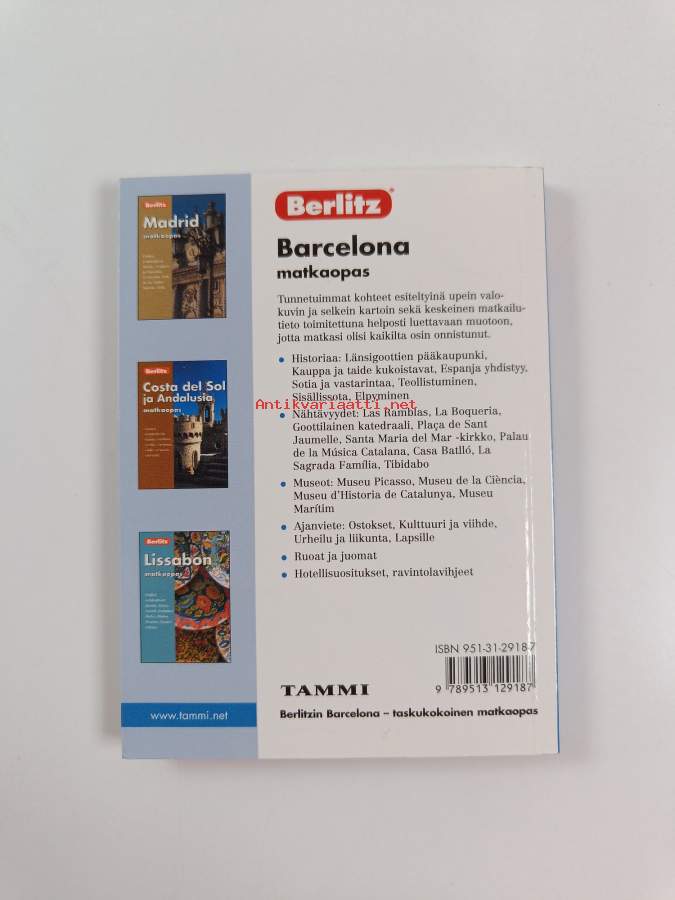 Berlitz
Madrid
matkaopas
Berlitz
Costa del Sol
ja Andalusia
matkaopas
Berlitz
Lissabon
matkaopas
www.tammi.net
Berlitz®
Barcelona
matkaopas
Tunnetuimmat kohteet esiteltyinä upein valo-
kuvin ja selkein kartoin sekä keskeinen matkailu-
tieto toimitettuna helposti luettavaan muotoon,
jotta matkasi olisi kaikilta osin onnistunut.
• Historiaa: Länsigoottien pääkaupunki,
Kauppa ja taide kukoistavat, Espanja yhdistyy,
Sotia ja vastarintaa, Teollistuminen,
Sisällissota, Elpyminen
Antikvariaatti.net
• Nähtävyydet: Las Ramblas, La Boqueria,
Goottilainen katedraali, Plaça de Sant
Jaumelle, Santa Maria del Mar -kirkko, Palau
de la Música Catalana, Casa Batlló, La
Sagrada Família, Tibidabo
• Museot: Museu Picasso, Museu de la Ciència,
Museu d'Historia de Catalunya, Museu
Marítim
• Ajanviete: Ostokset, Kulttuuri ja viihde,
Urheilu ja liikunta, Lapsille
• Ruoat ja juomat
• Hotellisuositukset, ravintolavihjeet
ISBN 951-31-2918-7
9 789513 129187
TAMMI
Berlitzin Barcelona – taskukokoinen matkaopas